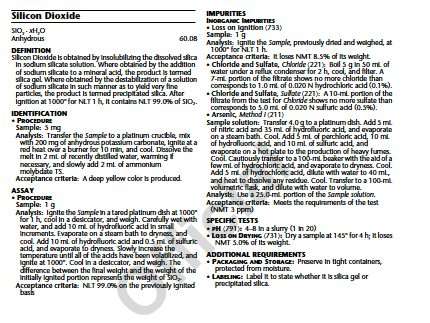 Silicon Dioxide
SiO₂ · xH₂O
Anhydrous 60.08
DEFINITION
Silicon Dioxide is obtained by insolubilizing the dissolved silica
in sodium silicate solution. Where obtained by the addition
of sodium silicate to a mineral acid, the product is termed
silica gel. Where obtained by the destabilization of a solution
of sodium silicate in such manner as to yield very fine
particles, the product is termed precipitated silica. After
ignition at 1000° for NLT 1 h, it contains NLT 99.0% of SiO₂.
IDENTIFICATION
• PROCEDURE
Sample: 5 mg
Analysis: Transfer the Sample to a platinum crucible, mix
with 200 mg of anhydrous potassium carbonate, ignite at a
red heat over a burner for 10 min, and cool. Dissolve the
melt in 2 mL of recently distilled water, warming if
necessary, and slowly add 2 mL of ammonium
molybdate TS.
Acceptance criteria: A deep yellow color is produced.
ASSAY
• PROCEDURE
Sample: 1 g
Analysis: Ignite the Sample in a tared platinum dish at 1000°
for 1 h, cool in a desiccator, and weigh. Carefully wet with
water, and add 10 mL of hydrofluoric acid in small
increments. Evaporate on a steam bath to dryness, and
cool. Add 10 mL of hydrofluoric acid and 0.5 mL of sulfuric
acid, and evaporate to dryness. Slowly increase the
temperature until all of the acids have been volatilized, and
ignite at 1000°. Cool in a desiccator, and weigh. The
difference between the final weight and the weight of the
initially ignited portion represents the weight of SiO₂.
Acceptance criteria: NLT 99.0% on the previously ignited
basis
IMPURITIES
INORGANIC IMPURITIES
• LOSS ON IGNITION ⟨733⟩
Sample: 1 g
Analysis: Ignite the Sample, previously dried and weighed, at
1000° for NLT 1 h.
Acceptance criteria: It loses NMT 8.5% of its weight.
• CHLORIDE AND SULFATE, Chloride ⟨221⟩: Boil 5 g in 50 mL of
water under a reflux condenser for 2 h, cool, and filter. A
7-mL portion of the filtrate shows no more chloride than
corresponds to 1.0 mL of 0.020 N hydrochloric acid (0.1%).
• CHLORIDE AND SULFATE, Sulfate ⟨221⟩: A 10-mL portion of the
filtrate from the test for Chloride shows no more sulfate than
corresponds to 5.0 mL of 0.020 N sulfuric acid (0.5%).
• ARSENIC, Method I ⟨211⟩
Sample solution: Transfer 4.0 g to a platinum dish. Add 5 mL
of nitric acid and 35 mL of hydrofluoric acid, and evaporate
on a steam bath. Cool. Add 5 mL of perchloric acid, 10 mL
of hydrofluoric acid, and 10 mL of sulfuric acid, and
evaporate on a hot plate to the production of heavy fumes.
Cool. Cautiously transfer to a 100-mL beaker with the aid of a
few mL of hydrochloric acid, and evaporate to dryness. Cool.
Add 5 mL of hydrochloric acid, dilute with water to 40 mL,
and heat to dissolve any residue. Cool. Transfer to a 100-mL
volumetric flask, and dilute with water to volume.
Analysis: Use a 25.0-mL portion of the Sample solution.
Acceptance criteria: Meets the requirements of the test
(NMT 3 ppm)
SPECIFIC TESTS
• PH ⟨791⟩: 4–8 in a slurry (1 in 20)
• LOSS ON DRYING ⟨731⟩: Dry a sample at 145° for 4 h; it loses
NMT 5.0% of its weight.
ADDITIONAL REQUIREMENTS
• PACKAGING AND STORAGE: Preserve in tight containers,
protected from moisture.
• LABELING: Label it to state whether it is silica gel or
precipitated silica.